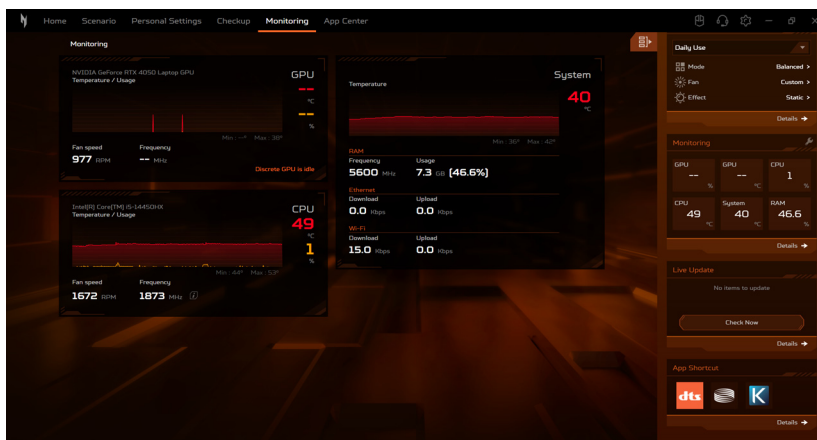 Home Scenario Personal Settings Checkup Monitoring App Center
Monitoring
NVIDIA GeForce RTX 4050 Laptop GPU
Temperature / Usage
GPU
--
℃
--
%
Min : --° Max : 38°
Fan speed Frequency
977 RPM -- MHz
Discrete GPU is idle
Intel(R) Core(TM) i5-14450HX
Temperature / Usage
CPU
49
℃
1
%
Min : 44° Max : 53°
Fan speed Frequency
1672 RPM 1873 MHz i
System
Temperature
40
℃
Min : 36° Max : 42°
RAM
Frequency Usage
5600 MHz 7.3 GB (46.6%)
Ethernet
Download Upload
0.0 Kbps 0.0 Kbps
Wi-Fi
Download Upload
15.0 Kbps 0.0 Kbps
Daily Use
Mode Balanced >
Fan Custom >
Effect Static >
Details →
Monitoring
GPU GPU CPU
-- % -- ℃ 1 %
CPU System RAM
49 ℃ 40 ℃ 46.6 %
Details →
Live Update
No items to update
Check Now
Details →
App Shortcut
dts K
Details →